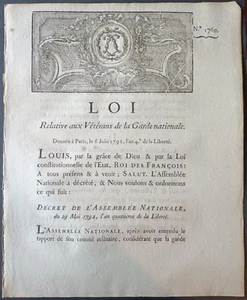 N.º 1769.
LOI
Relative aux Vétérans de la Garde nationale.
Donnée à Paris, le 6 Juin 1792, l'an 4.e de la Liberté.
LOUIS, par la grâce de Dieu & par la Loi
constitutionnelle de l'État, ROI DES FRANÇOIS:
A tous présens & à venir; SALUT. L'Assemblée
Nationale a décrété, & Nous voulons & ordonnons
ce qui suit:
DÉCRET DE L'ASSEMBLÉE NATIONALE,
du 29 Mai 1792, l'an quatrième de la Liberté.
L'ASSEMBLÉE NATIONALE, après avoir entendu le
rapport de son comité militaire, considérant que la garde